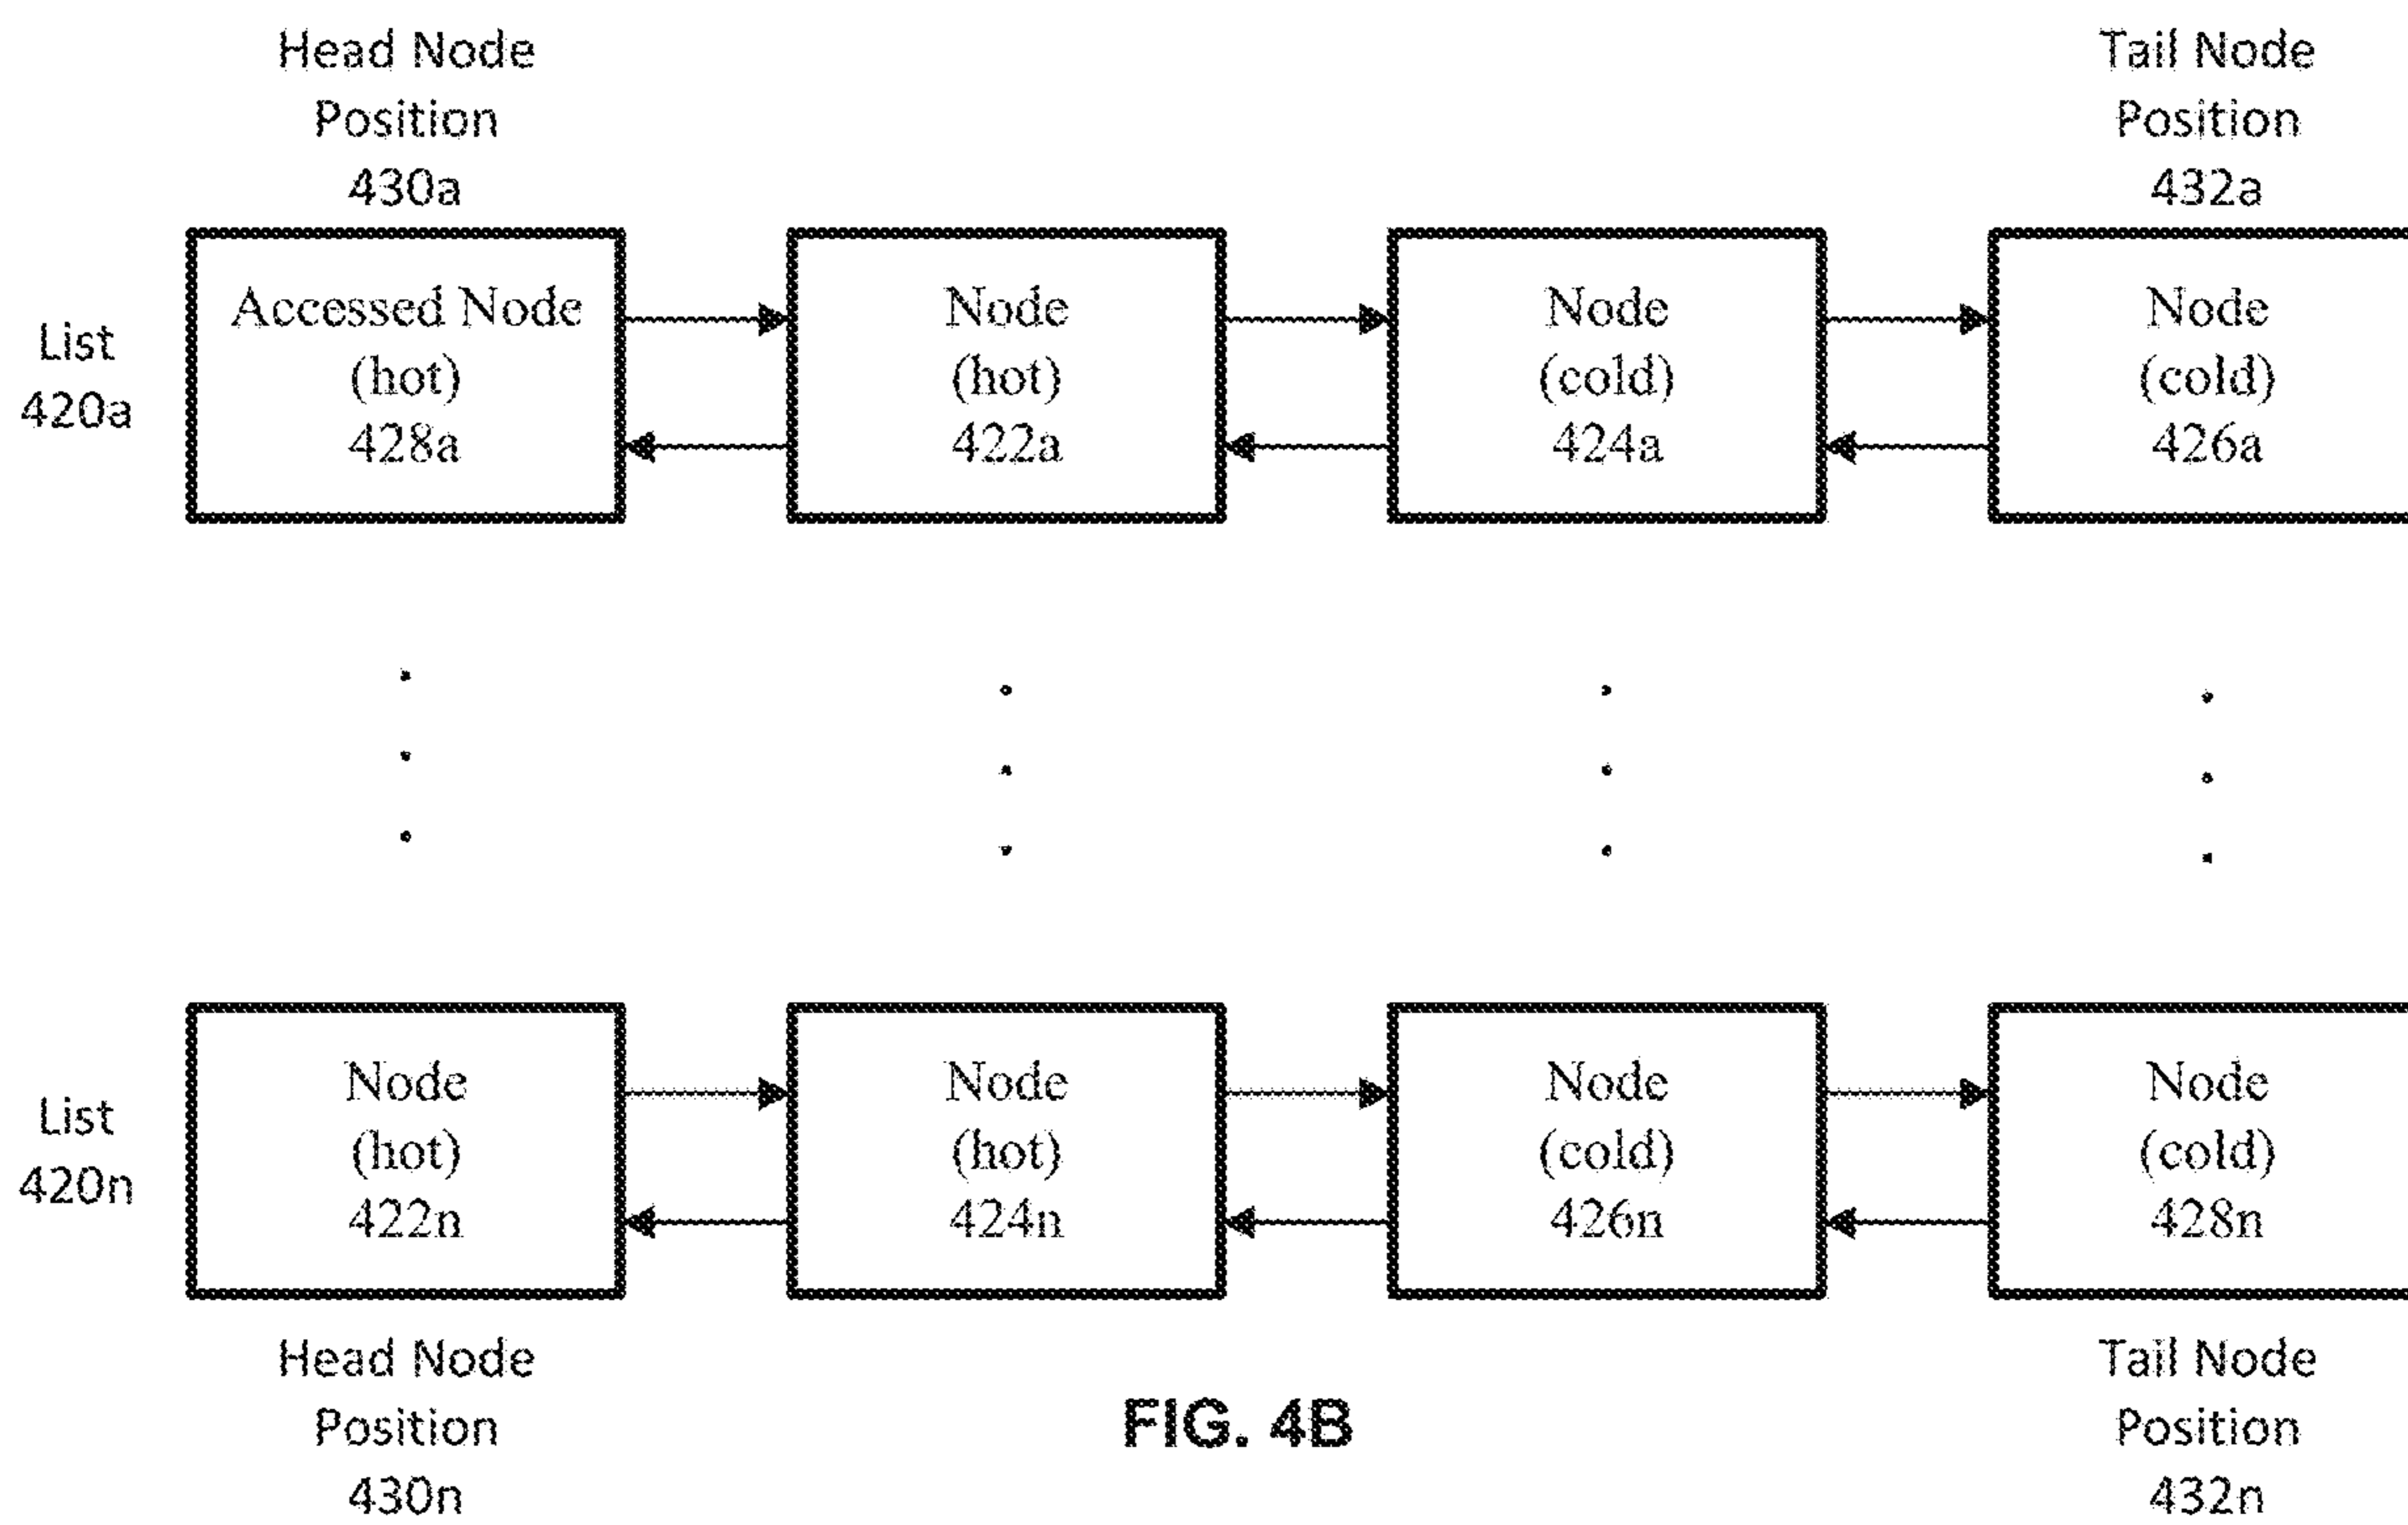 Head Node
Position
430a
Tail Node
Position
432a
List
420a
Accessed Node
(hot)
428a
Node
(hot)
422a
Node
(cold)
424a
Node
(cold)
426a
List
420n
Node
(hot)
422n
Node
(hot)
424n
Node
(cold)
426n
Node
(cold)
428n
Head Node
Position
430n
FIG. 4B
Tail Node
Position
432n